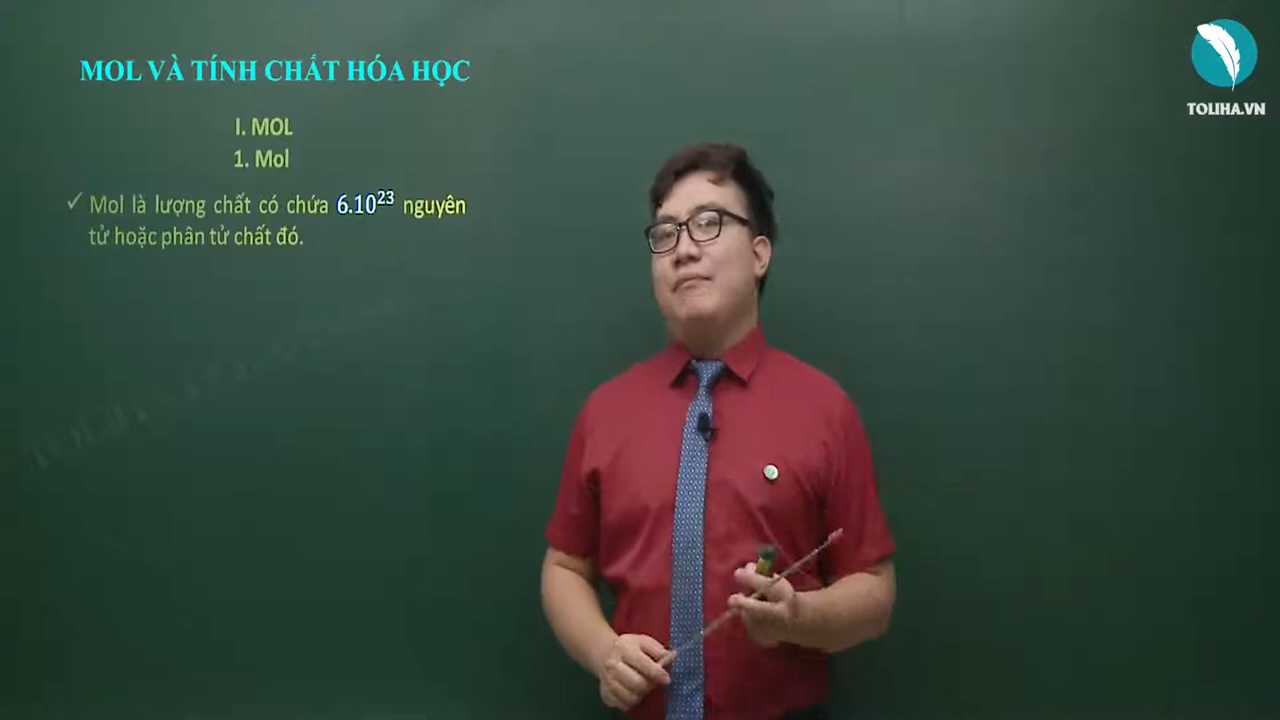 MOL VÀ TÍNH CHẤT HÓA HỌC
TOLIHA.VN
I. MOL
1. Mol
✓ Mol là lượng chất có chứa 6.10²³ nguyên
tử hoặc phân tử chất đó.